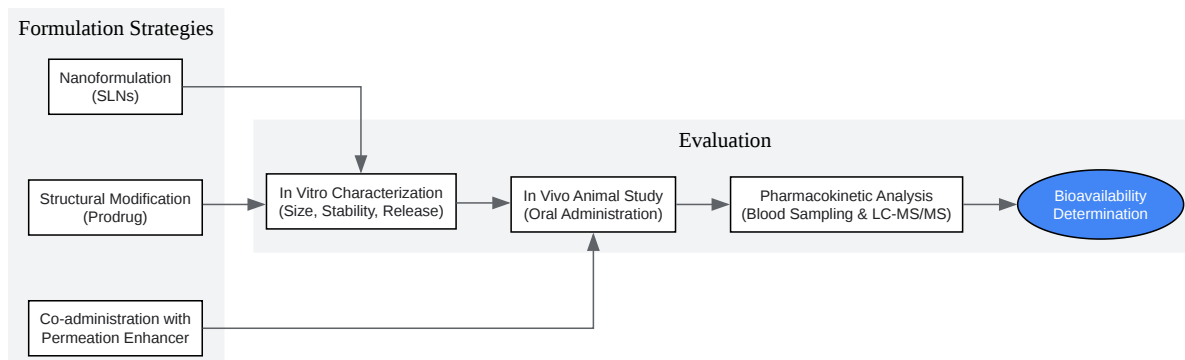 Formulation Strategies
Nanoformulation
(SLNs)
Structural Modification
(Prodrug)
Co-administration with
Permeation Enhancer
Evaluation
In Vitro Characterization
(Size, Stability, Release)
In Vivo Animal Study
(Oral Administration)
Pharmacokinetic Analysis
(Blood Sampling & LC-MS/MS)
Bioavailability
Determination